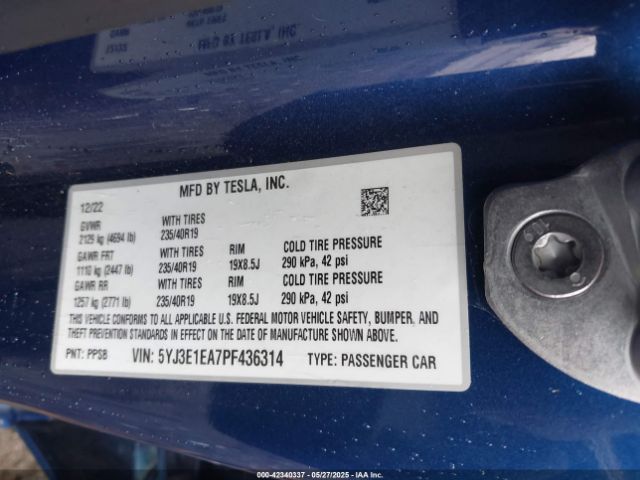 MFD BY TESLA, INC.
12/22
GVWR WITH TIRES
2129 kg (4694 lb) 235/40R19
GAWR FRT WITH TIRES RIM COLD TIRE PRESSURE
1110 kg (2447 lb) 235/40R19 19X8.5J 290 kPa, 42 psi
GAWR RR WITH TIRES RIM COLD TIRE PRESSURE
1257 kg (2771 lb) 235/40R19 19X8.5J 290 kPa, 42 psi
THIS VEHICLE CONFORMS TO ALL APPLICABLE U.S. FEDERAL MOTOR VEHICLE SAFETY, BUMPER, AND
THEFT PREVENTION STANDARDS IN EFFECT ON THE DATE OF MANUFACTURE SHOWN ABOVE.
PNT: PPSB VIN: 5YJ3E1EA7PF436314 TYPE: PASSENGER CAR
000-42340337 - 05/27/2025 - IAA Inc.